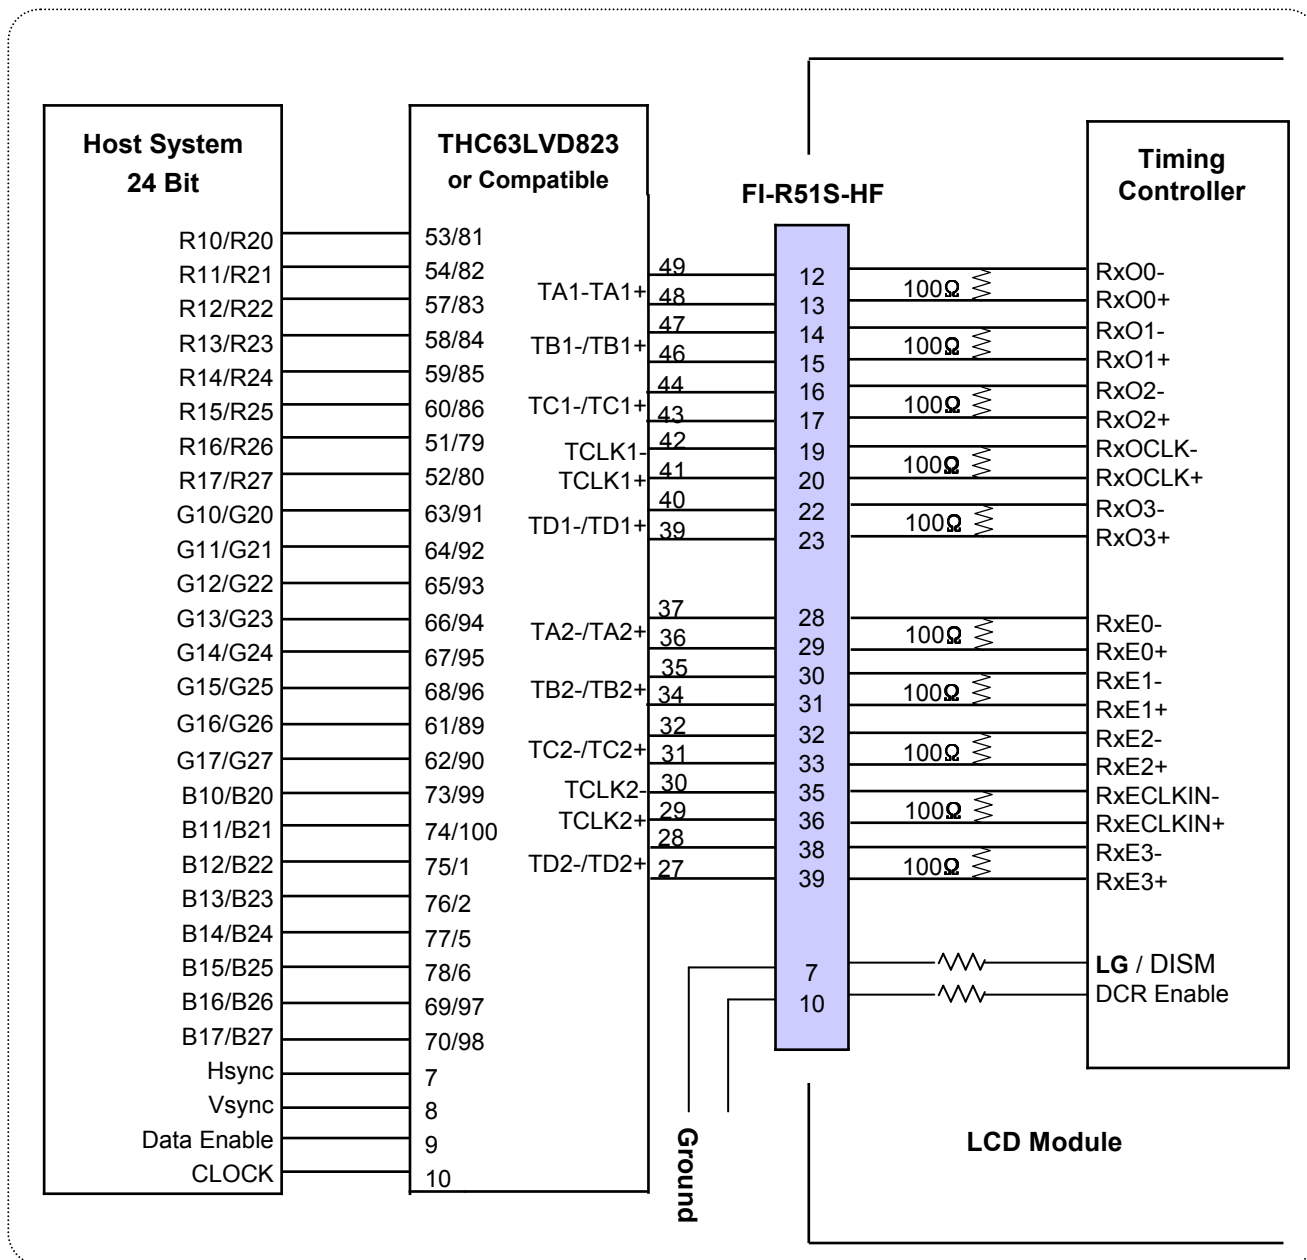 Host System
24 Bit
R10/R20
R11/R21
R12/R22
R13/R23
R14/R24
R15/R25
R16/R26
R17/R27
G10/G20
G11/G21
G12/G22
G13/G23
G14/G24
G15/G25
G16/G26
G17/G27
B10/B20
B11/B21
B12/B22
B13/B23
B14/B24
B15/B25
B16/B26
B17/B27
Hsync
Vsync
Data Enable
CLOCK
THC63LVD823
or Compatible
53/81
54/82
57/83
58/84
59/85
60/86
51/79
52/80
63/91
64/92
65/93
66/94
67/95
68/96
61/89
62/90
73/99
74/100
75/1
76/2
77/5
78/6
69/97
70/98
7
8
9
10
TA1-TA1+
TB1-/TB1+
TC1-/TC1+
TCLK1-
TCLK1+
TD1-/TD1+
TA2-/TA2+
TB2-/TB2+
TC2-/TC2+
TCLK2-
TCLK2+
TD2-/TD2+
49
48
47
46
44
43
42
41
40
39
37
36
35
34
32
31
30
29
28
27
FI-R51S-HF
12
13
14
15
16
17
19
20
22
23
28
29
30
31
32
33
35
36
38
39
7
10
Ground
100Ω
100Ω
100Ω
100Ω
100Ω
100Ω
100Ω
100Ω
100Ω
100Ω
Timing
Controller
RxO0-
RxO0+
RxO1-
RxO1+
RxO2-
RxO2+
RxOCLK-
RxOCLK+
RxO3-
RxO3+
RxE0-
RxE0+
RxE1-
RxE1+
RxE2-
RxE2+
RxECLKIN-
RxECLKIN+
RxE3-
RxE3+
LG / DISM
DCR Enable
LCD Module